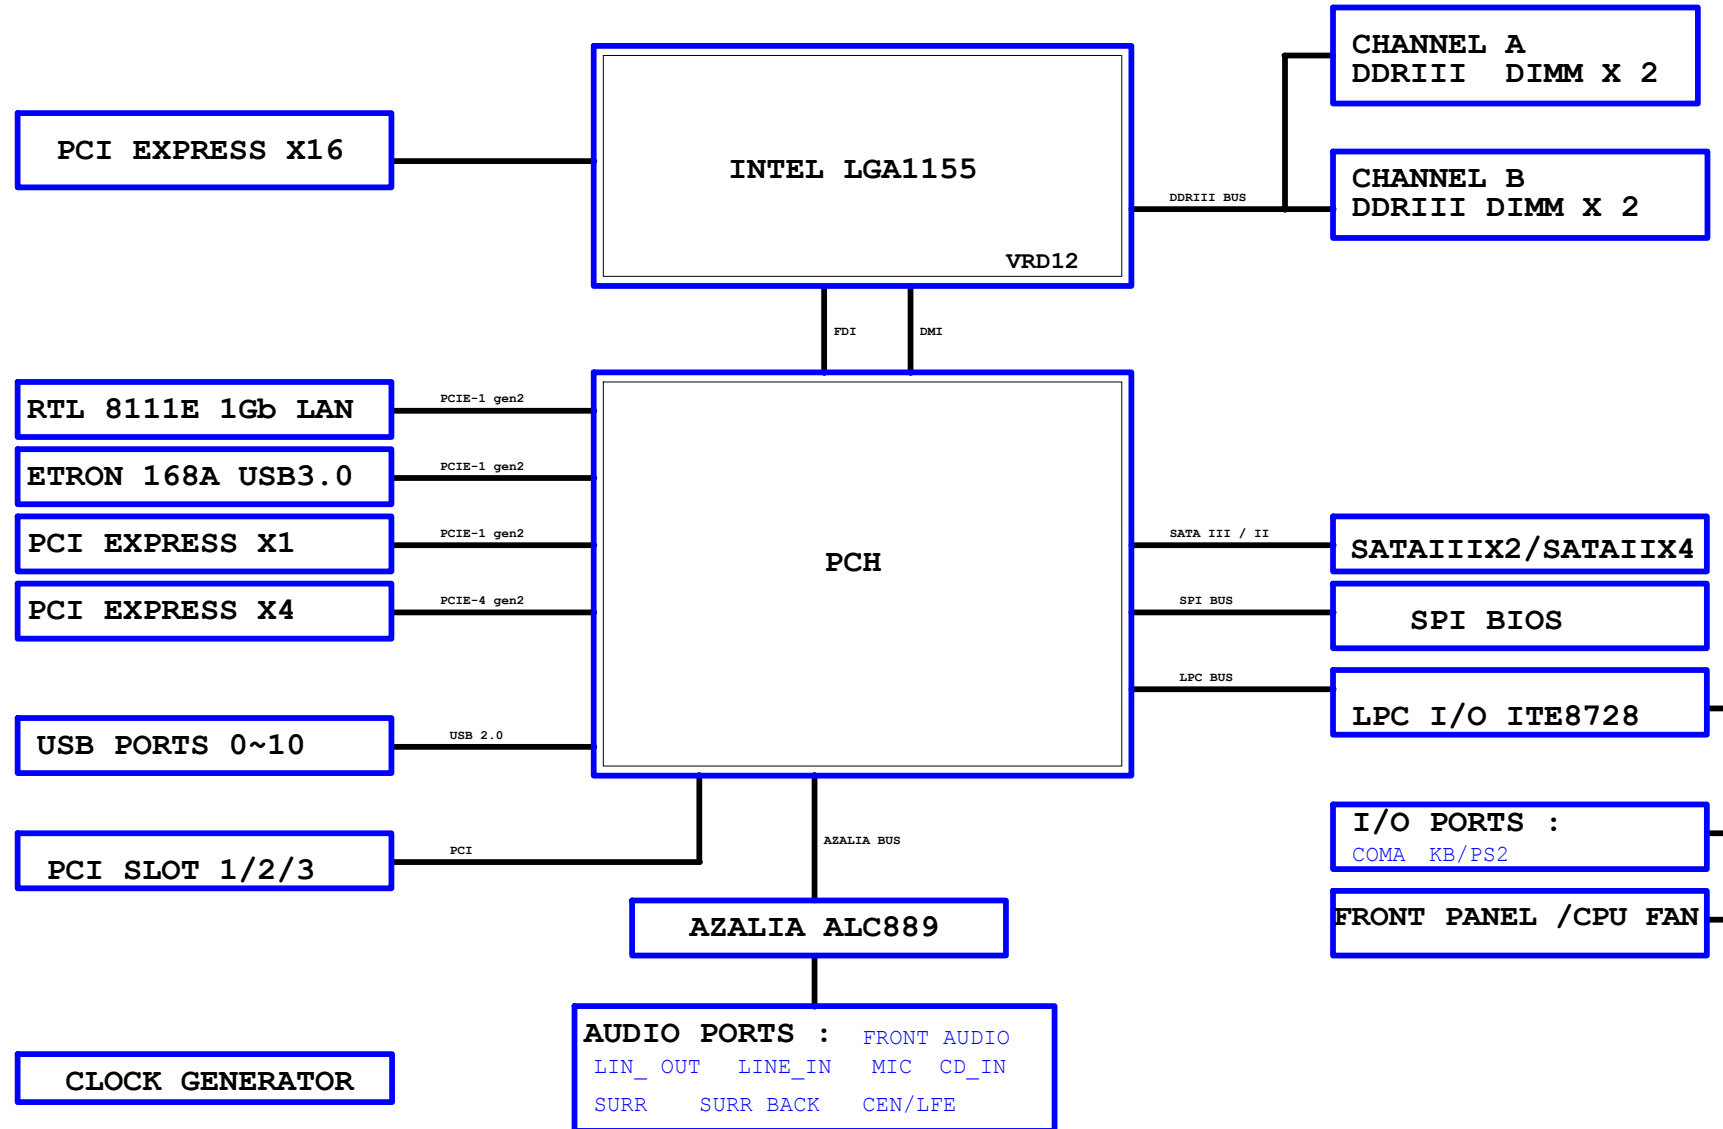 CHANNEL A
DDRIII DIMM X 2
PCI EXPRESS X16
INTEL LGA1155
VRD12
DDRIII BUS
CHANNEL B
DDRIII DIMM X 2
FDI
DMI
RTL 8111E 1Gb LAN
PCIE-1 gen2
ETRON 168A USB3.0
PCIE-1 gen2
PCI EXPRESS X1
PCIE-1 gen2
PCI EXPRESS X4
PCIE-4 gen2
PCH
SATA III / II
SATAIIIX2/SATAIIX4
SPI BUS
SPI BIOS
LPC BUS
LPC I/O ITE8728
USB PORTS 0~10
USB 2.0
PCI SLOT 1/2/3
PCI
AZALIA BUS
I/O PORTS :
COMA KB/PS2
FRONT PANEL /CPU FAN
AZALIA ALC889
AUDIO PORTS : FRONT AUDIO
LIN_ OUT LINE_IN MIC CD_IN
SURR SURR BACK CEN/LFE
CLOCK GENERATOR